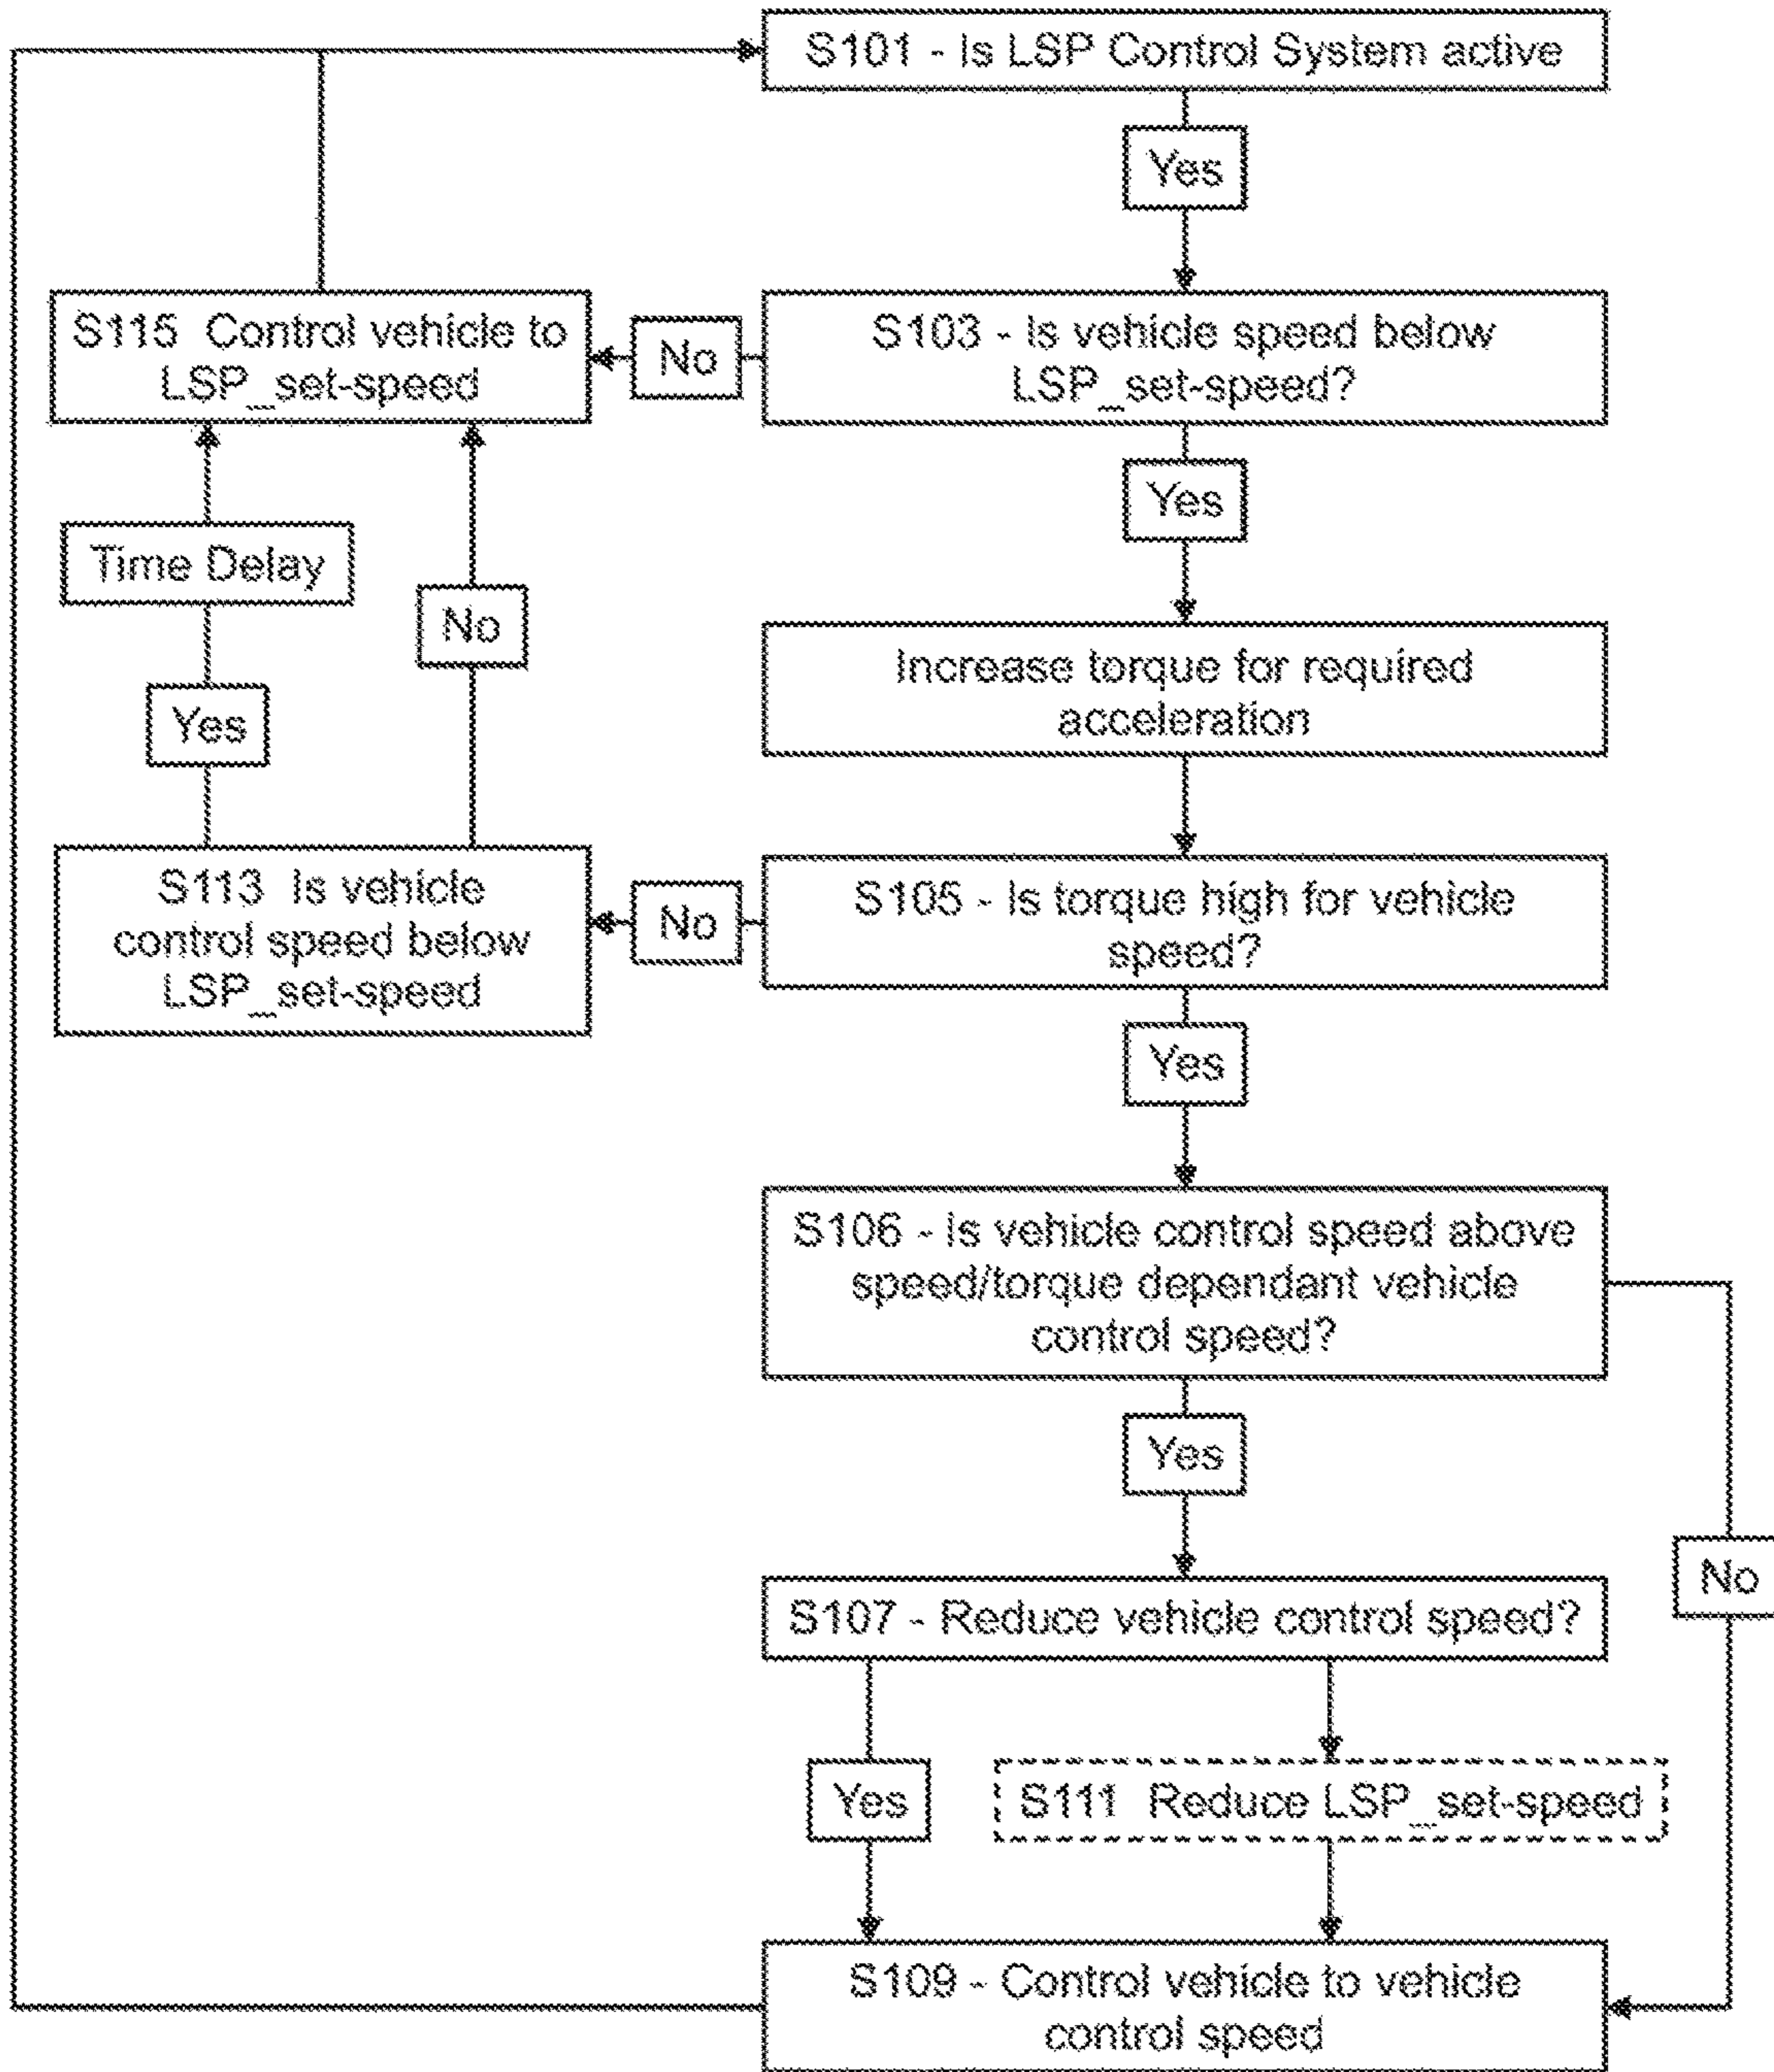 S101 - Is LSP Control System active
Yes
S115 Control vehicle to
LSP_set-speed
No
S103 - Is vehicle speed below
LSP_set-speed?
Yes
Time Delay
No
Increase torque for required
acceleration
Yes
S113 Is vehicle
control speed below
LSP_set-speed
No
S105 - Is torque high for vehicle
speed?
Yes
S106 - Is vehicle control speed above
speed/torque dependant vehicle
control speed?
Yes
No
S107 - Reduce vehicle control speed?
Yes
S111 Reduce LSP_set-speed
S109 - Control vehicle to vehicle
control speed